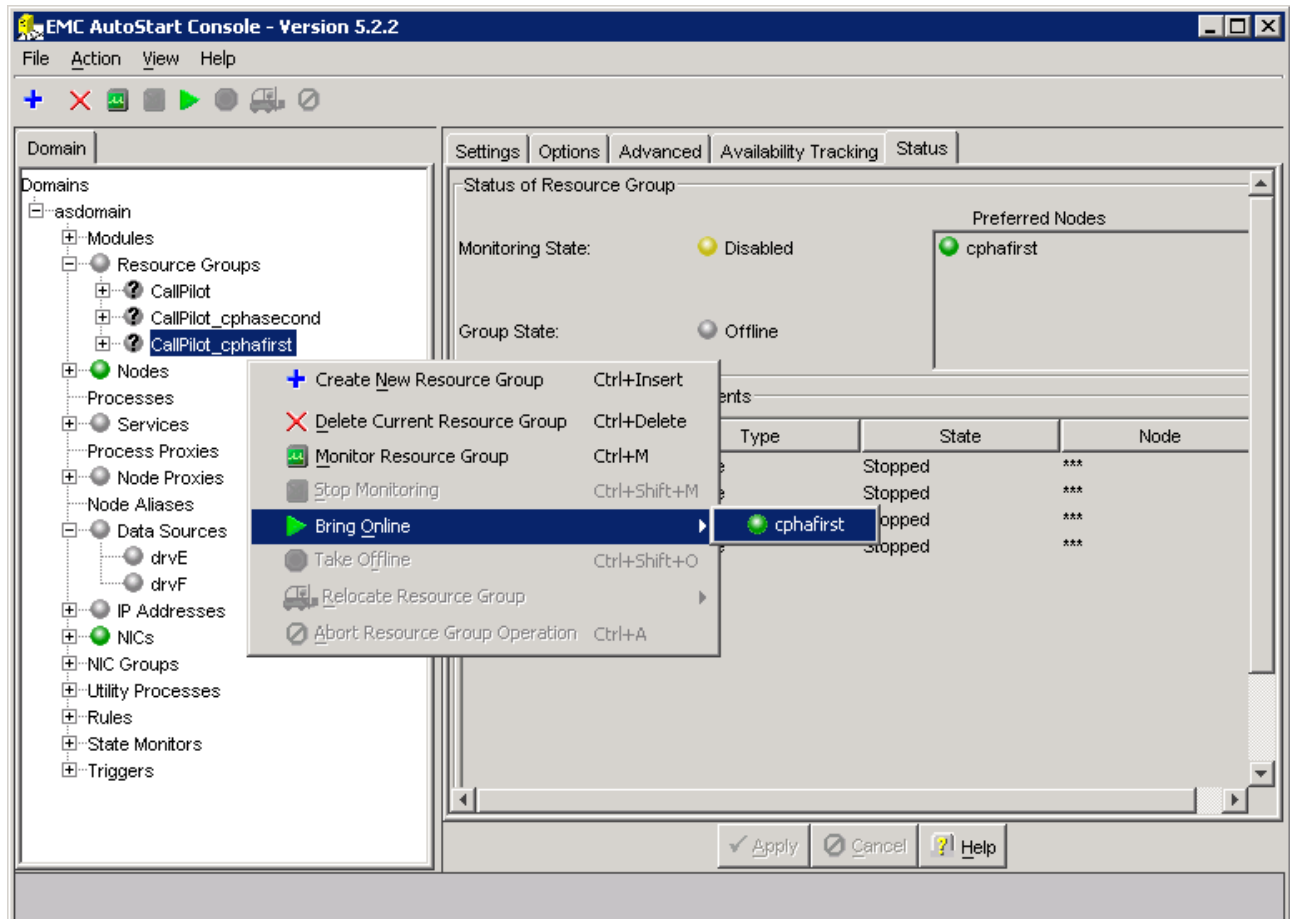 EMC AutoStart Console - Version 5.2.2
File Action View Help
Domain
Settings Options Advanced Availability Tracking Status
Domains
asdomain
Modules
Resource Groups
CallPilot
CallPilot_cphasecond
CallPilot_cphafirst
Nodes
Processes
Services
Process Proxies
Node Proxies
Node Aliases
Data Sources
drvE
drvF
IP Addresses
NICs
NIC Groups
Utility Processes
Rules
State Monitors
Triggers
Status of Resource Group
Preferred Nodes
Monitoring State: Disabled
cphafirst
Group State: Offline
Create New Resource Group Ctrl+Insert
Delete Current Resource Group Ctrl+Delete
Monitor Resource Group Ctrl+M
Stop Monitoring Ctrl+Shift+M
Bring Online
Take Offline Ctrl+Shift+O
Relocate Resource Group
Abort Resource Group Operation Ctrl+A
cphafirst
Type State Node
Stopped ***
Stopped ***
opped ***
Stopped ***
Apply Cancel Help